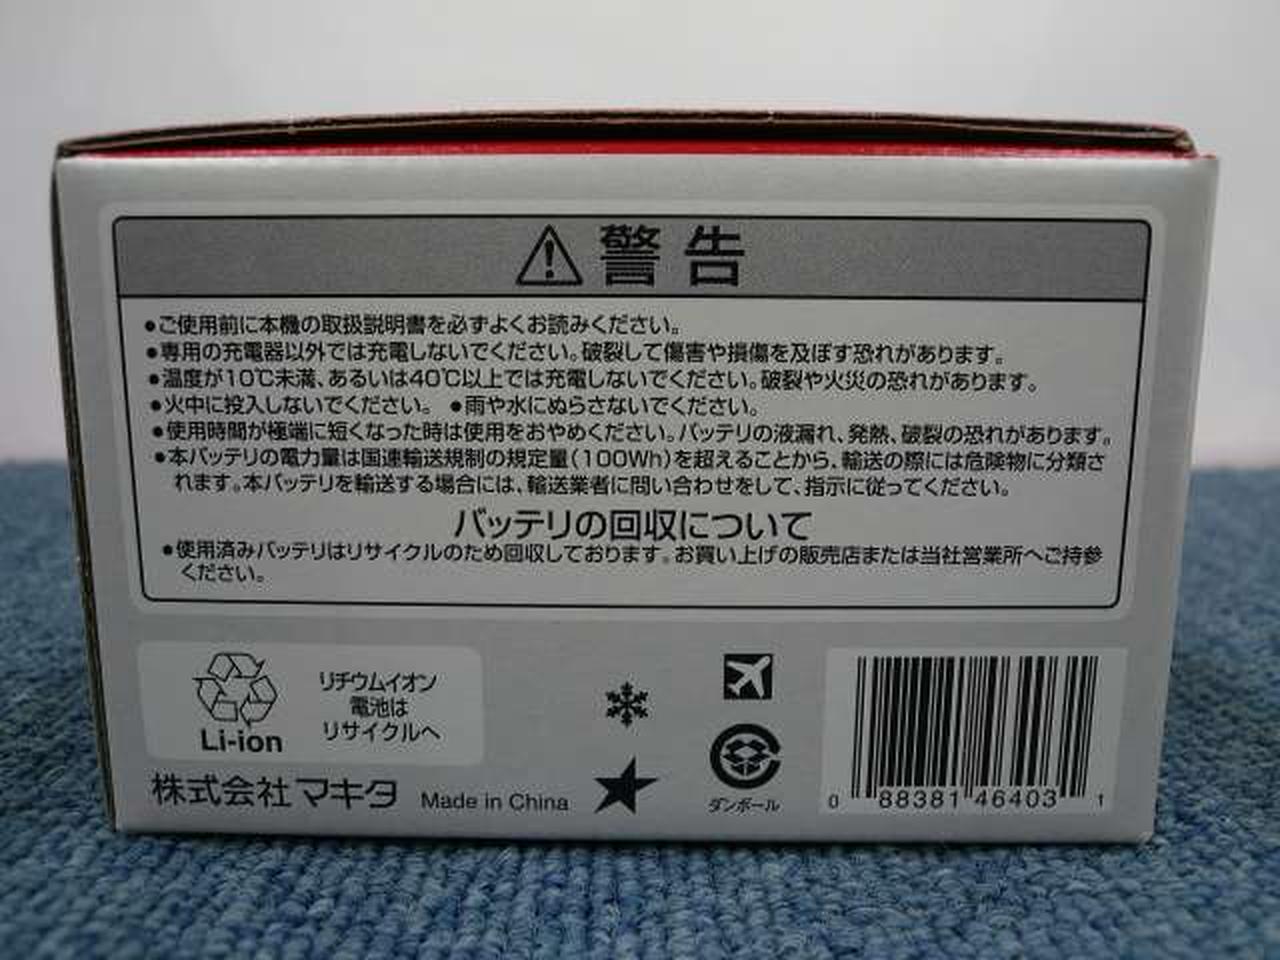 警告
●ご使用前に本機の取扱説明書を必ずよくお読みください。
●専用の充電器以外では充電しないでください。破裂して傷害や損傷を及ぼす恐れがあります。
●温度が10℃未満、あるいは40℃以上では充電しないでください。破裂や火災の恐れがあります。
●火中に投入しないでください。 ●雨や水にぬらさないでください。
●使用時間が極端に短くなった時は使用をおやめください。バッテリの液漏れ、発熱、破裂の恐れがあります。
●本バッテリの電力量は国連輸送規制の規定量(100Wh)を超えることから、輸送の際には危険物に分類さ
れます。本バッテリを輸送する場合には、輸送業者に問い合わせをして、指示に従ってください。
バッテリの回収について
●使用済みバッテリはリサイクルのため回収しております。お買い上げの販売店または当社営業所へご持参
ください。
リチウムイオン
電池は
リサイクルへ
Li-ion
株式会社マキタ Made in China
ダンボール
0 88381 46403 1